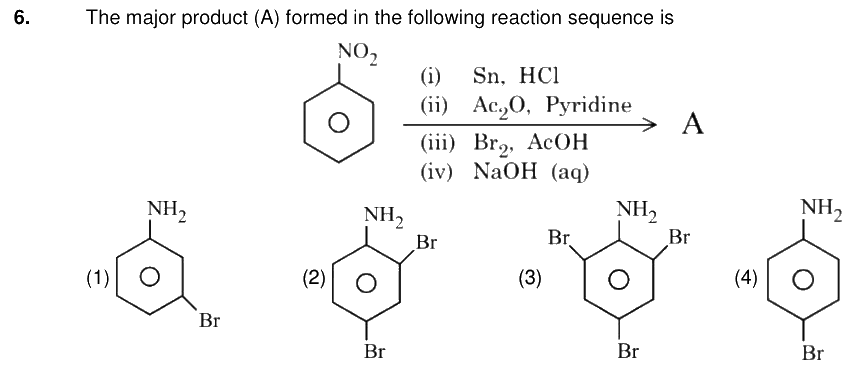 6. The major product (A) formed in the following reaction sequence is
NO2
(i) Sn, HCl
(ii) Ac2O, Pyridine
A
(iii) Br2, AcOH
(iv) NaOH (aq)
(1)
NH2
Br
(2)
NH2
Br
Br
(3)
NH2
Br
Br
Br
(4)
NH2
Br